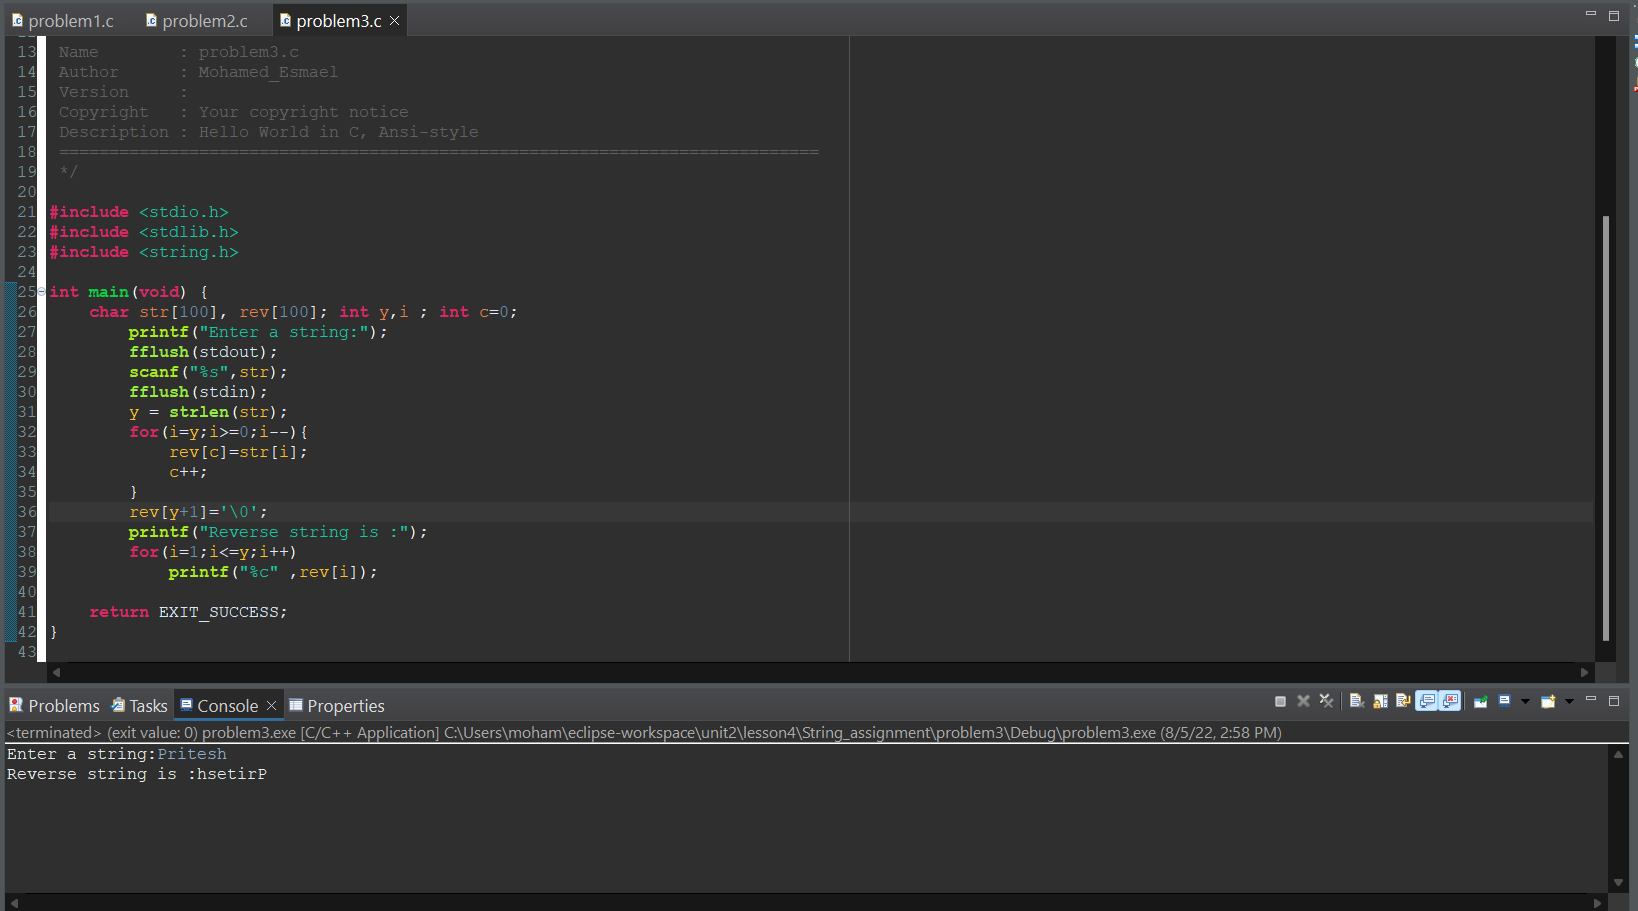 problem1.c problem2.c problem3.c
13 Name : problem3.c
14 Author : Mohamed_Esmael
15 Version :
16 Copyright : Your copyright notice
17 Description : Hello World in C, Ansi-style
18 ============================================================================
19 */
20
21 #include <stdio.h>
22 #include <stdlib.h>
23 #include <string.h>
24
25 int main(void) {
26 char str[100], rev[100]; int y,i ; int c=0;
27 printf("Enter a string:");
28 fflush(stdout);
29 scanf("%s",str);
30 fflush(stdin);
31 y = strlen(str);
32 for(i=y;i>=0;i--){
33 rev[c]=str[i];
34 c++;
35 }
36 rev[y+1]='\0';
37 printf("Reverse string is :");
38 for(i=1;i<=y;i++)
39 printf("%c" ,rev[i]);
40
41 return EXIT_SUCCESS;
42 }
43
Problems Tasks Console Properties
<terminated> (exit value: 0) problem3.exe [C/C++ Application] C:\Users\moham\eclipse-workspace\unit2\lesson4\String_assignment\problem3\Debug\problem3.exe (8/5/22, 2:58 PM)
Enter a string:Pritesh
Reverse string is :hsetirP